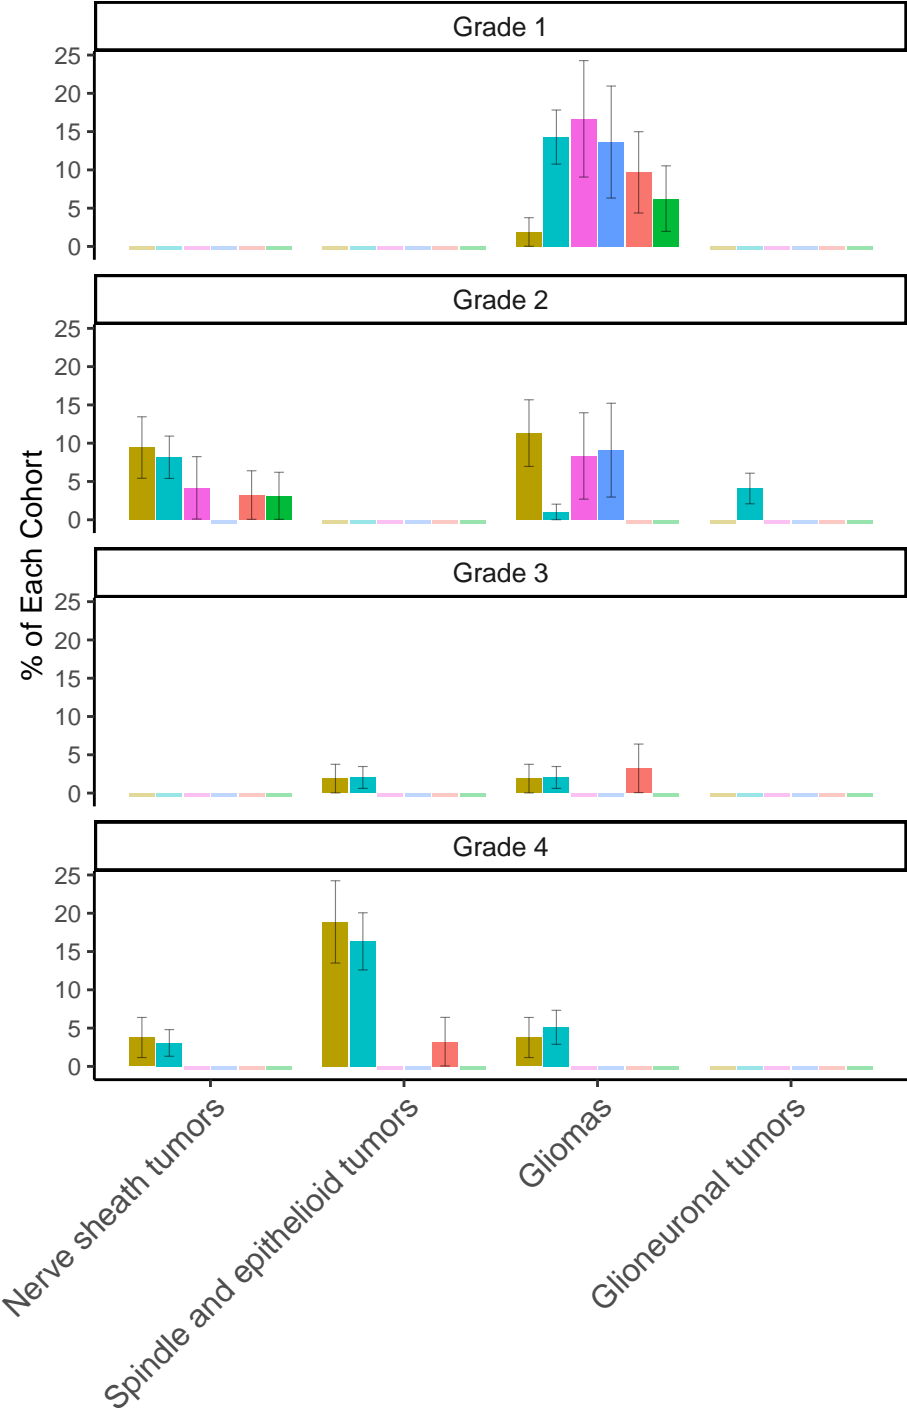 Grade 1
25
20
15
10
5
0
Grade 2
25
20
15
10
5
0
% of Each Cohort
Grade 3
25
20
15
10
5
0
Grade 4
25
20
15
10
5
0
Nerve sheath tumors
Spindle and epithelioid tumors
Gliomas
Glioneuronal tumors